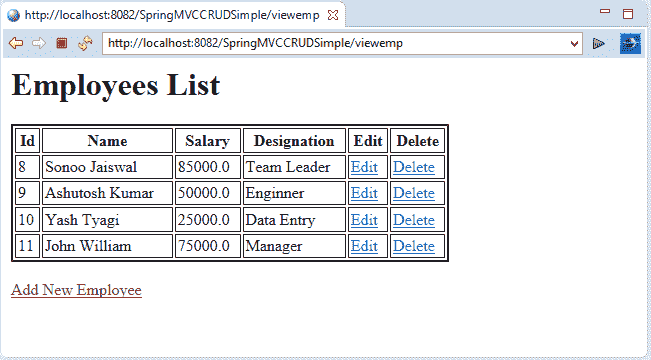 http://localhost:8082/SpringMVCCRUDSimple/viewemp
http://localhost:8082/SpringMVCCRUDSimple/viewemp
Employees List
Id Name Salary Designation Edit Delete
8 Sonoo Jaiswal 85000.0 Team Leader Edit Delete
9 Ashutosh Kumar 50000.0 Enginner Edit Delete
10 Yash Tyagi 25000.0 Data Entry Edit Delete
11 John William 75000.0 Manager Edit Delete
Add New Employee